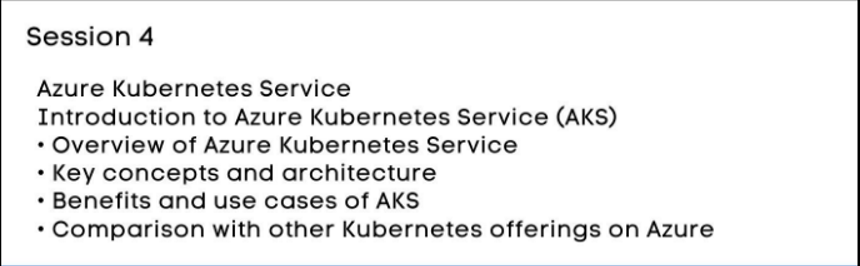 Session 4
Azure Kubernetes Service
Introduction to Azure Kubernetes Service (AKS)
• Overview of Azure Kubernetes Service
• Key concepts and architecture
• Benefits and use cases of AKS
• Comparison with other Kubernetes offerings on Azure